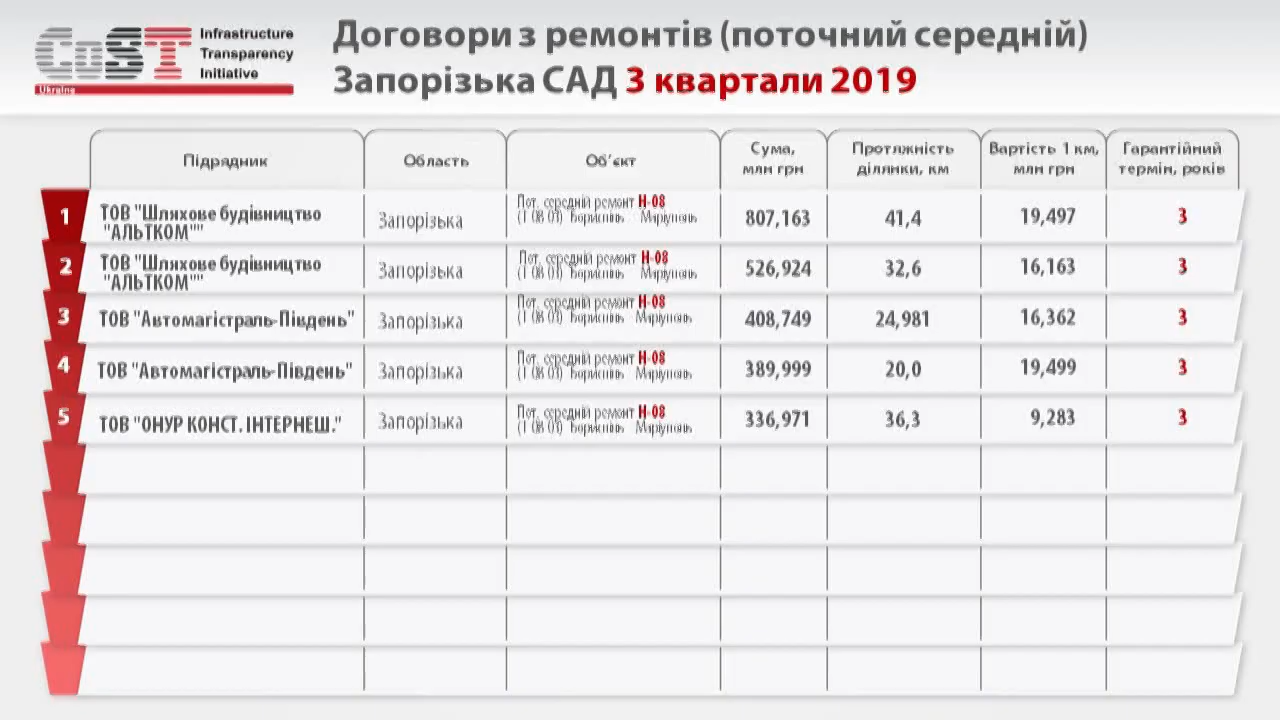 CoST
Infrastructure
Transparency
Initiative
Ukraine
Договори з ремонтів (поточний середній)
Запорізька САД 3 квартали 2019
Підрядник Область Об'єкт Сума, млн грн Протяжність ділянки, км Вартість 1 км, млн грн Гарантійний термін, років
1 ТОВ "Шляхове будівництво "АЛЬТКОМ"" Запорізька Пот. середній ремонт Н-08 807,163 41,4 19,497 3
2 ТОВ "Шляхове будівництво "АЛЬТКОМ"" Запорізька Пот. середній ремонт Н-08 526,924 32,6 16,163 3
3 ТОВ "Автомагістраль-Південь" Запорізька Пот. середній ремонт Н-08 408,749 24,981 16,362 3
4 ТОВ "Автомагістраль-Південь" Запорізька Пот. середній ремонт Н-08 389,999 20,0 19,499 3
5 ТОВ "ОНУР КОНСТ. ІНТЕРНЕШ." Запорізька Пот. середній ремонт Н-08 336,971 36,3 9,283 3